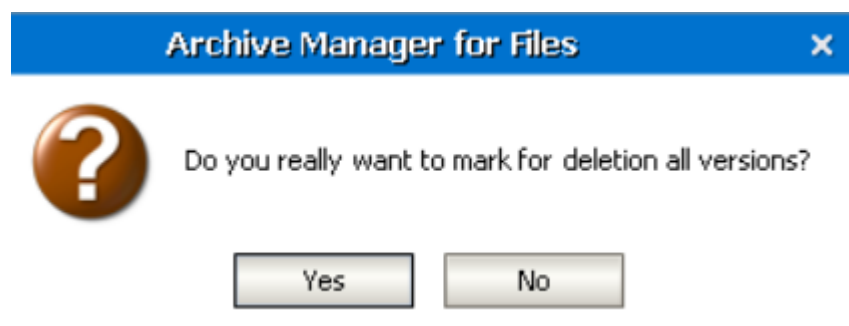 Archive Manager for Files
Do you really want to mark for deletion all versions?
Yes No